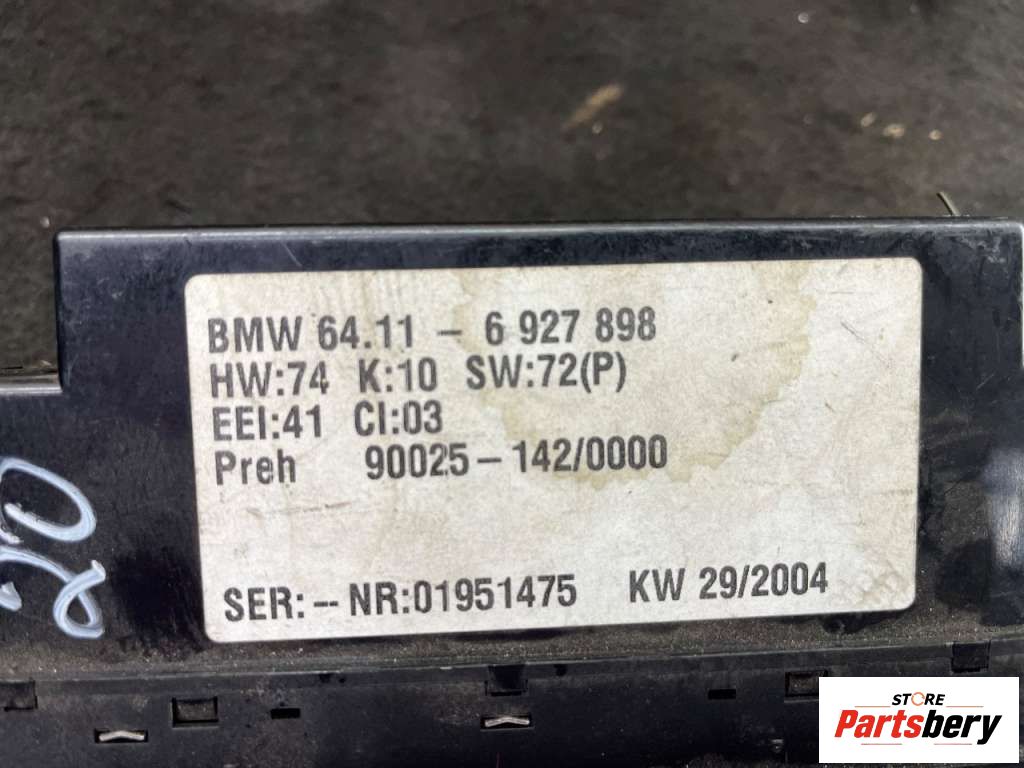 BMW 64.11 - 6 927 898
HW:74 K:10 SW:72(P)
EEI:41 CI:03
Preh 90025-142/0000
SER:-- NR:01951475 KW 29/2004
STORE
Partsbery